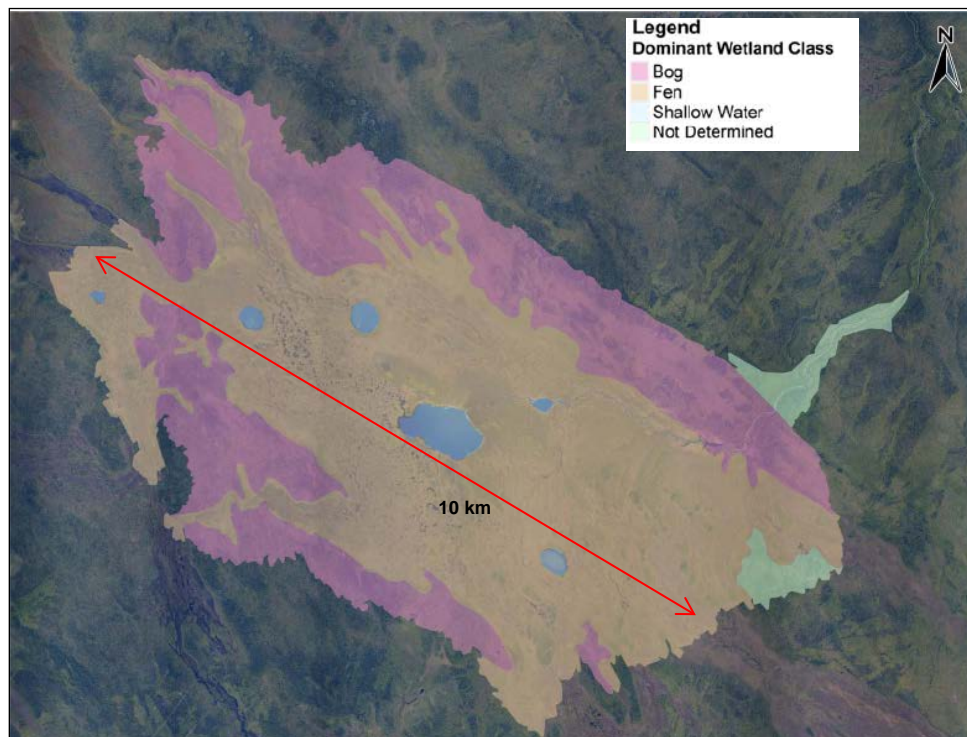 Legend
Dominant Wetland Class
Bog
Fen
Shallow Water
Not Determined
N
10 km